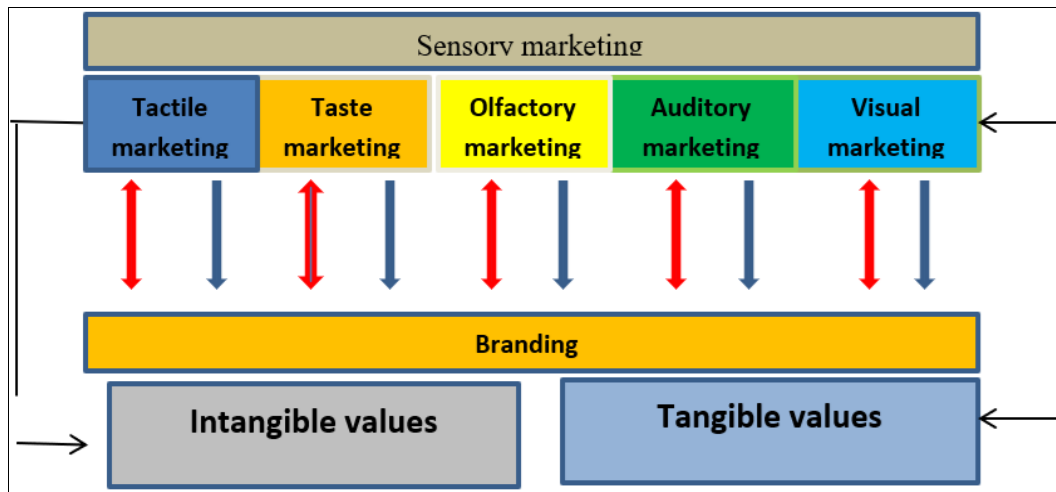 Sensory marketing
Tactile
marketing
Taste
marketing
Olfactory
marketing
Auditory
marketing
Visual
marketing
Branding
Intangible values
Tangible values